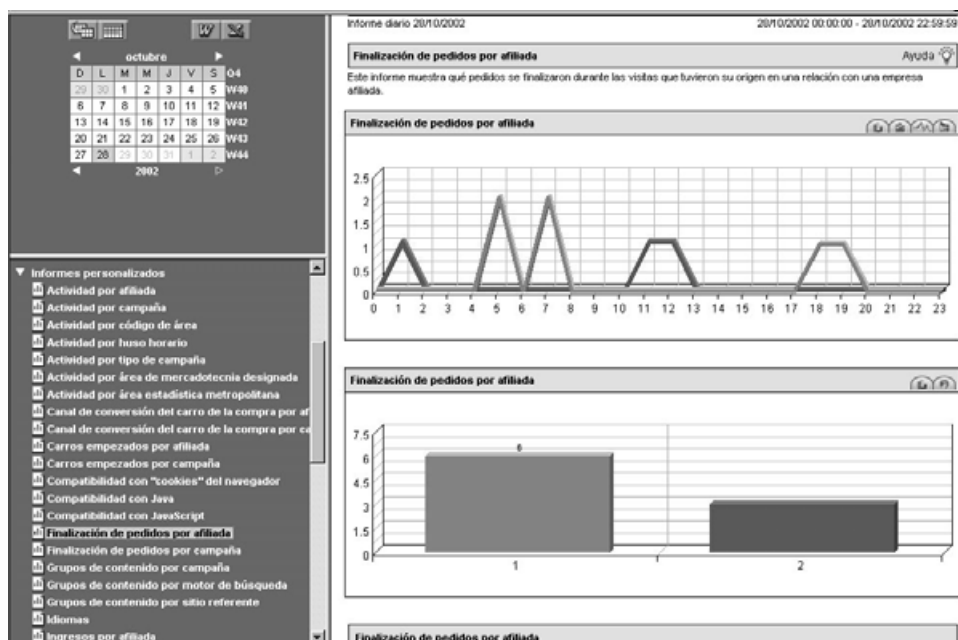 octubre
D L M M J V S Q4
29 30 1 2 3 4 5 W40
6 7 8 9 10 11 12 W41
13 14 15 16 17 18 19 W42
20 21 22 23 24 25 26 W43
27 28 29 30 31 1 2 W44
2002
Informes personalizados
Actividad por afiliada
Actividad por campaña
Actividad por código de área
Actividad por huso horario
Actividad por tipo de campaña
Actividad por área de mercadotecnia designada
Actividad por área estadística metropolitana
Canal de conversión del carro de la compra por af
Canal de conversión del carro de la compra por ca
Carros empezados por afiliada
Carros empezados por campaña
Compatibilidad con "cookies" del navegador
Compatibilidad con Java
Compatibilidad con JavaScript
Finalización de pedidos por afiliada
Finalización de pedidos por campaña
Grupos de contenido por campaña
Grupos de contenido por motor de búsqueda
Grupos de contenido por sitio referente
Idiomas
Ingresos por afiliada
Informe diario 28/10/2002 28/10/2002 00:00:00 - 28/10/2002 22:59:59
Finalización de pedidos por afiliada Ayuda
Este informe muestra qué pedidos se finalizaron durante las visitas que tuvieron su origen en una relación con una empresa
afiliada.
Finalización de pedidos por afiliada
2.5
2
1.5
1
0.5
0
0 1 2 3 4 5 6 7 8 9 10 11 12 13 14 15 16 17 18 19 20 21 22 23
Finalización de pedidos por afiliada
7.5
6
4.5
3
1.5
0
6
1 2
Finalización de pedidos por afiliada